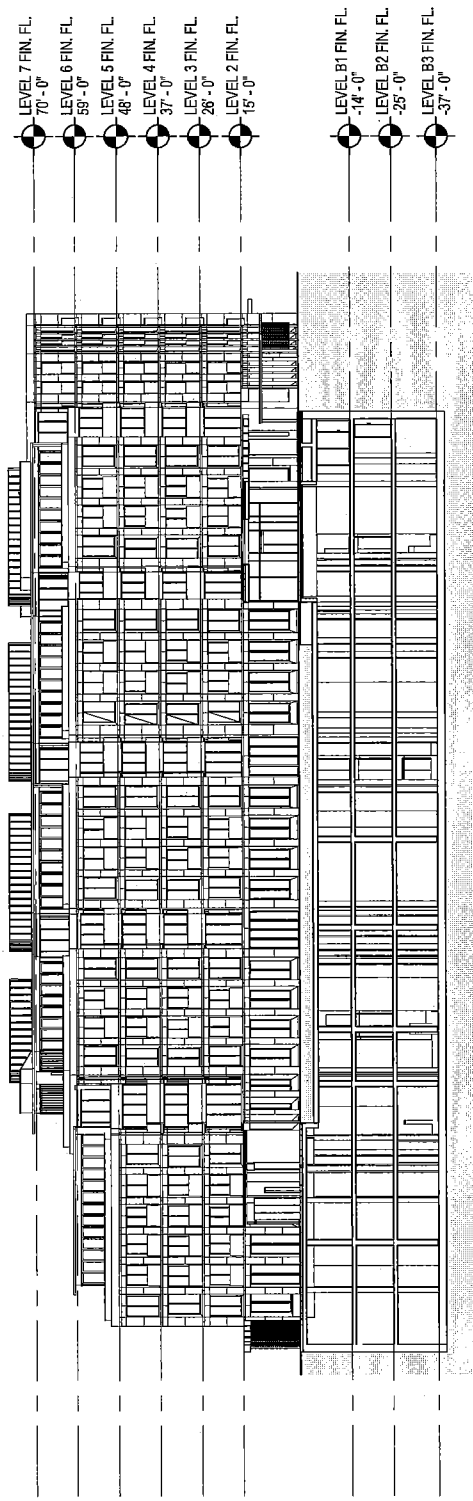 LEVEL 7 FIN. FL.
70' - 0"
LEVEL 6 FIN. FL.
59' - 0"
LEVEL 5 FIN. FL.
48' - 0"
LEVEL 4 FIN. FL.
37' - 0"
LEVEL 3 FIN. FL.
26' - 0"
LEVEL 2 FIN. FL.
15' - 0"
LEVEL B1 FIN. FL.
-14' - 0"
LEVEL B2 FIN. FL.
-25' - 0"
LEVEL B3 FIN. FL.
-37' - 0"